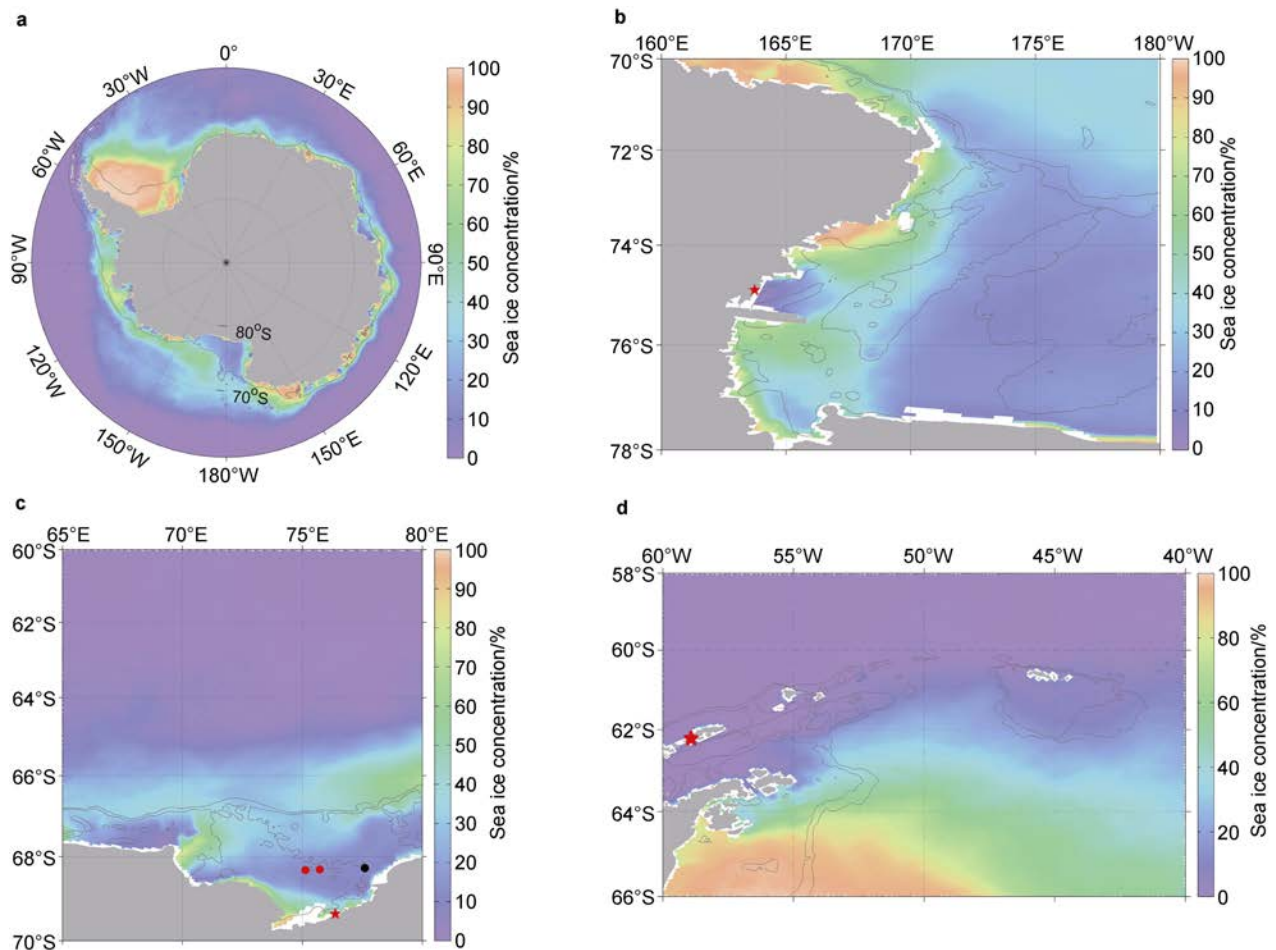 a
0°
30°E
60°E
90°E
120°E
150°E
180°W
150°W
120°W
90°W
60°W
30°W
80°S
70°S
100
90
80
70
60
50
40
30
20
10
0
Sea ice concentration/%
b
160°E 165°E 170°E 175°E 180°W
70°S
72°S
74°S
76°S
78°S
100
90
80
70
60
50
40
30
20
10
0
Sea ice concentration/%
c
65°E 70°E 75°E 80°E
60°S
62°S
64°S
66°S
68°S
70°S
100
90
80
70
60
50
40
30
20
10
0
Sea ice concentration/%
d
60°W 55°W 50°W 45°W 40°W
58°S
60°S
62°S
64°S
66°S
100
80
60
40
20
0
Sea ice concentration/%